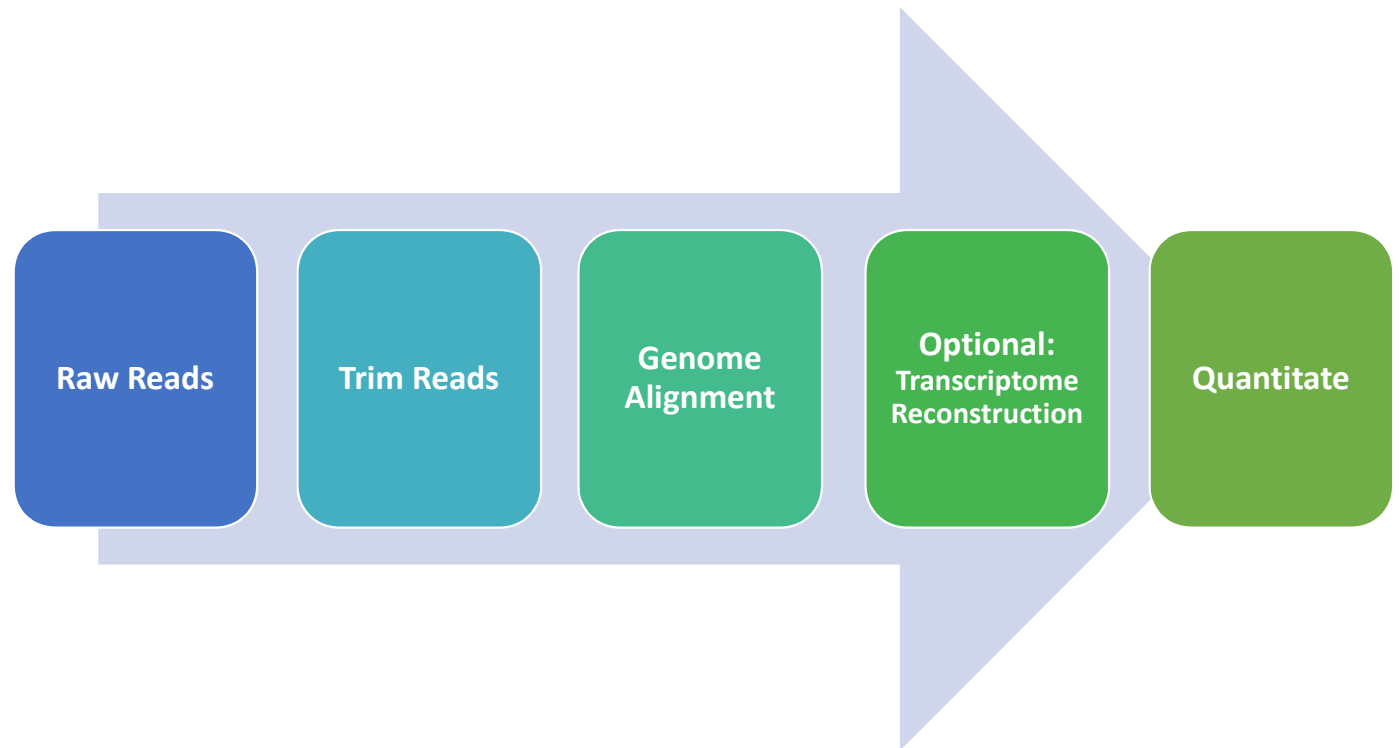 Raw Reads
Trim Reads
Genome
Alignment
Optional:
Transcriptome
Reconstruction
Quantitate